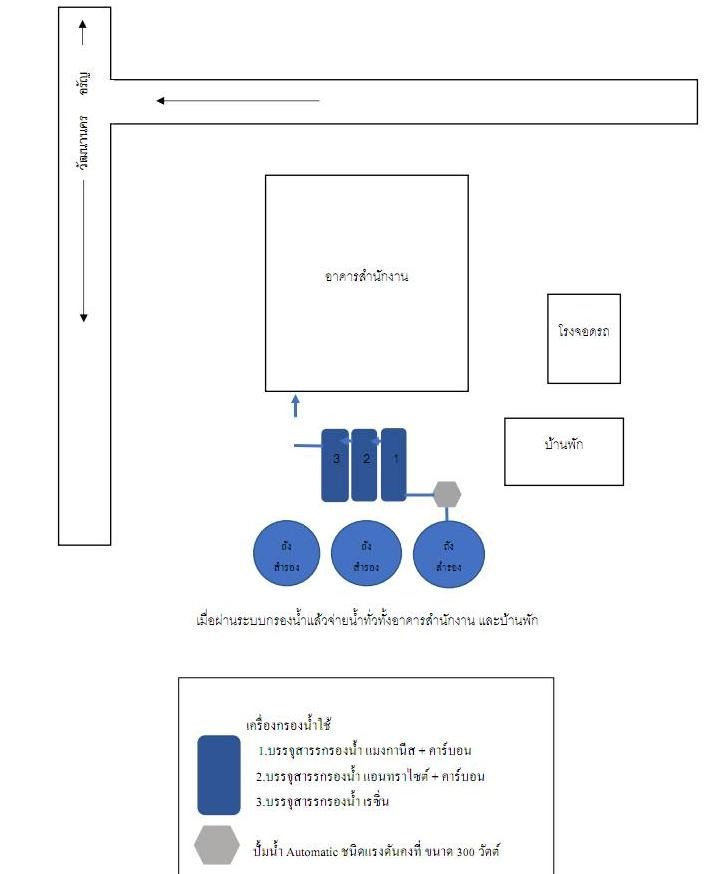 อรัญ
วัฒนานคร
อาคารสำนักงาน
โรงจอดรถ
บ้านพัก
3 2 1
ถัง
สำรอง
ถัง
สำรอง
ถัง
สำรอง
เมื่อผ่านระบบกรองน้ำแล้วจ่ายน้ำทั่วทั้งอาคารสำนักงาน และบ้านพัก
เครื่องกรองน้ำใช้
1.บรรจุสารรกรองน้ำ แมงกานีส + คาร์บอน
2.บรรจุสารรกรองน้ำ แอนทราไซต์ + คาร์บอน
3.บรรจุสารรกรองน้ำ เรซิ่น
ปั้มน้ำ Automatic ชนิดแรงดันคงที่ ขนาด 300 วัตต์